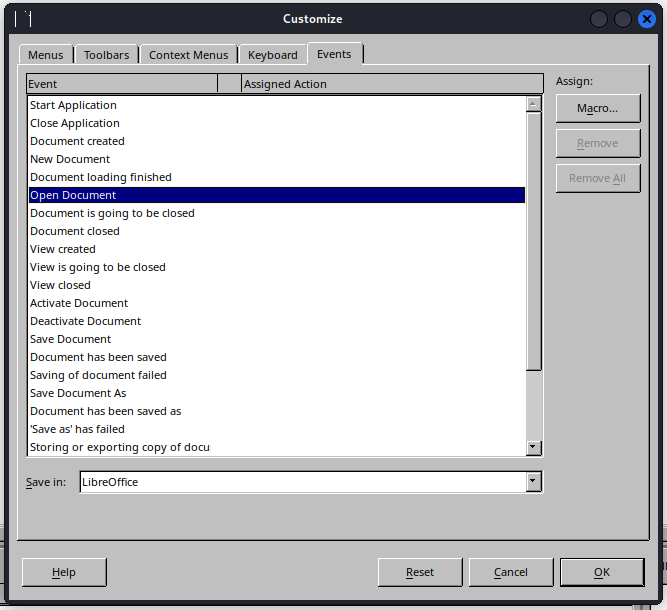 Customize
Menus Toolbars Context Menus Keyboard Events
Event Assigned Action
Assign:
Start Application
Close Application
Document created
New Document
Document loading finished
Open Document
Document is going to be closed
Document closed
View created
View is going to be closed
View closed
Activate Document
Deactivate Document
Save Document
Document has been saved
Saving of document failed
Save Document As
Document has been saved as
'Save as' has failed
Storing or exporting copy of docu
Macro...
Remove
Remove All
Save in: LibreOffice
Help Reset Cancel OK